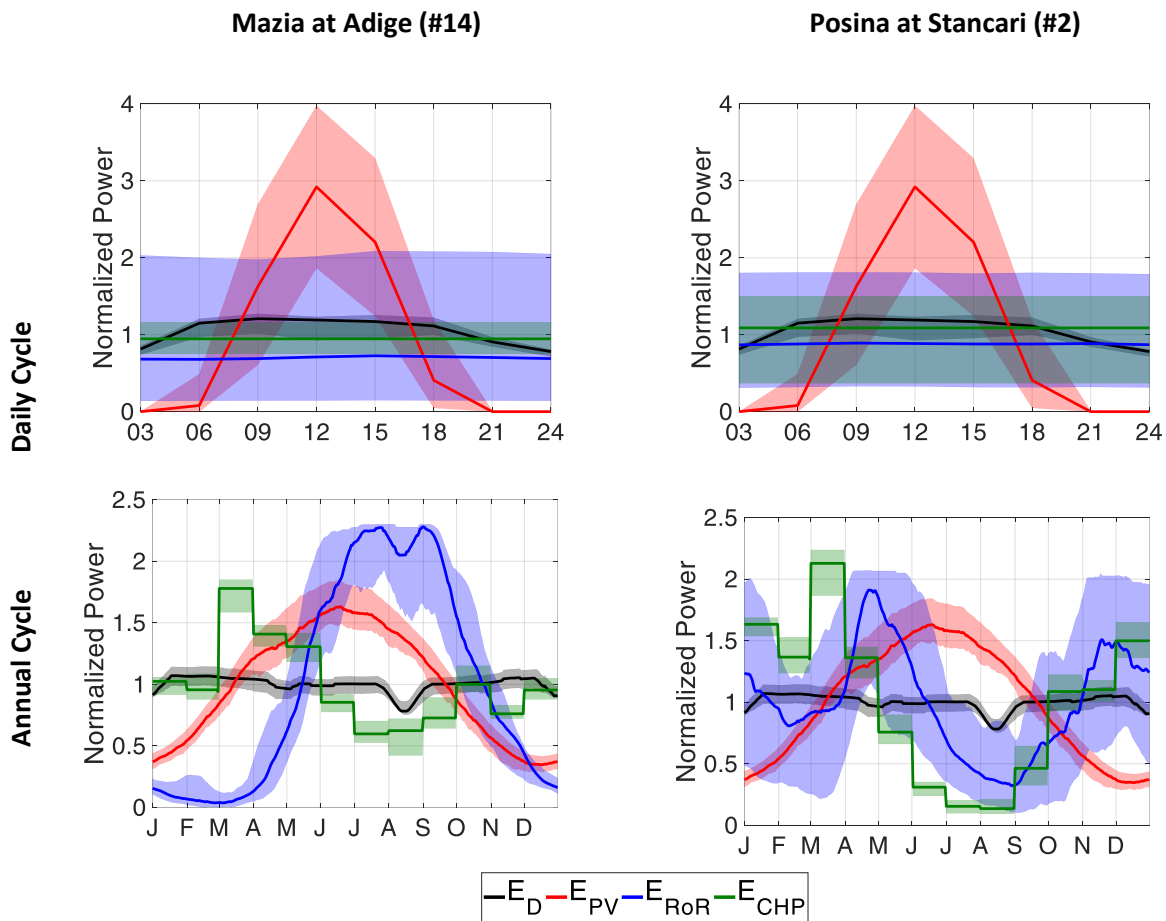 Mazia at Adige (#14)
Posina at Stancari (#2)
Daily Cycle
Normalized Power
4
3
2
1
0
03 06 09 12 15 18 21 24
Normalized Power
4
3
2
1
0
03 06 09 12 15 18 21 24
Annual Cycle
Normalized Power
2.5
2
1.5
1
0.5
0
J F M A M J J A S O N D
Normalized Power
2.5
2
1.5
1
0.5
0
J F M A M J J A S O N D
E_D E_PV E_RoR E_CHP